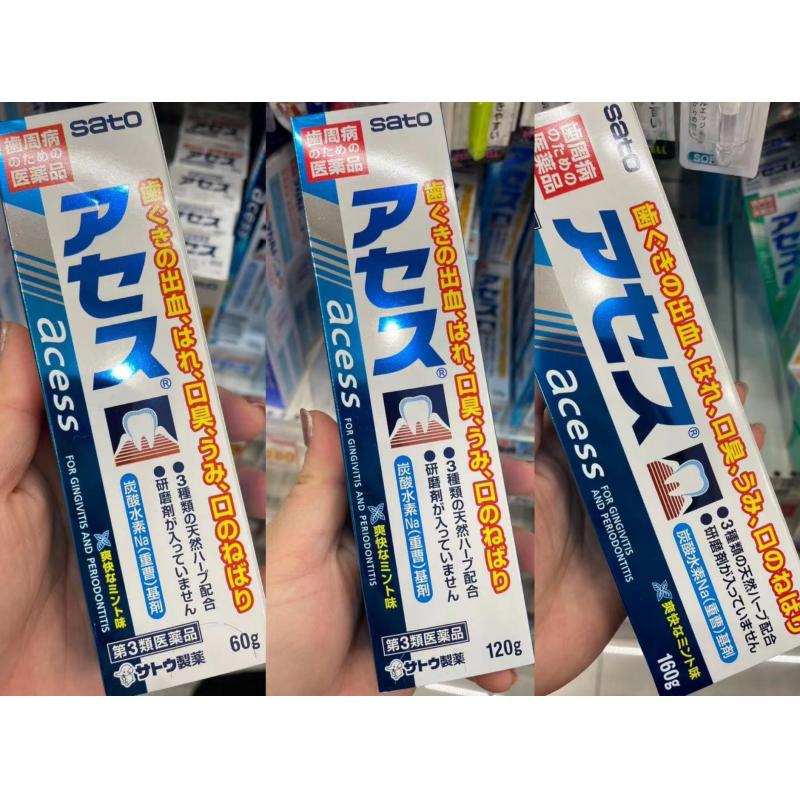 歯周病
のための
医薬品
sato
アセス®
acess
FOR GINGIVITIS AND PERIODONTITIS
歯ぐきの出血、はれ、口臭、うみ、口のねばり
●3種類の天然ハーブ配合
●研磨剤が入っていません
炭酸水素Na(重曹)基剤
爽快なミント味
第3類医薬品
サトウ製薬
60g
歯周病
のための
医薬品
sato
アセス®
acess
FOR GINGIVITIS
AND PERIODONTITIS
歯ぐきの出血、はれ、口臭、うみ、口のねばり
●3種類の天然ハーブ配合
●研磨剤が入っていません
炭酸水素Na(重曹)基剤
爽快なミント味
第3類医薬品
サトウ製薬
120g
歯周病
のための
医薬品
sato
アセス®
acess
FOR GINGIVITIS
AND PERIODONTITIS
歯ぐきの出血、はれ、口臭、うみ、口のねばり
●3種類の天然ハーブ配合
●研磨剤が入っていません
炭酸水素Na(重曹)基剤
爽快なミント味
160g